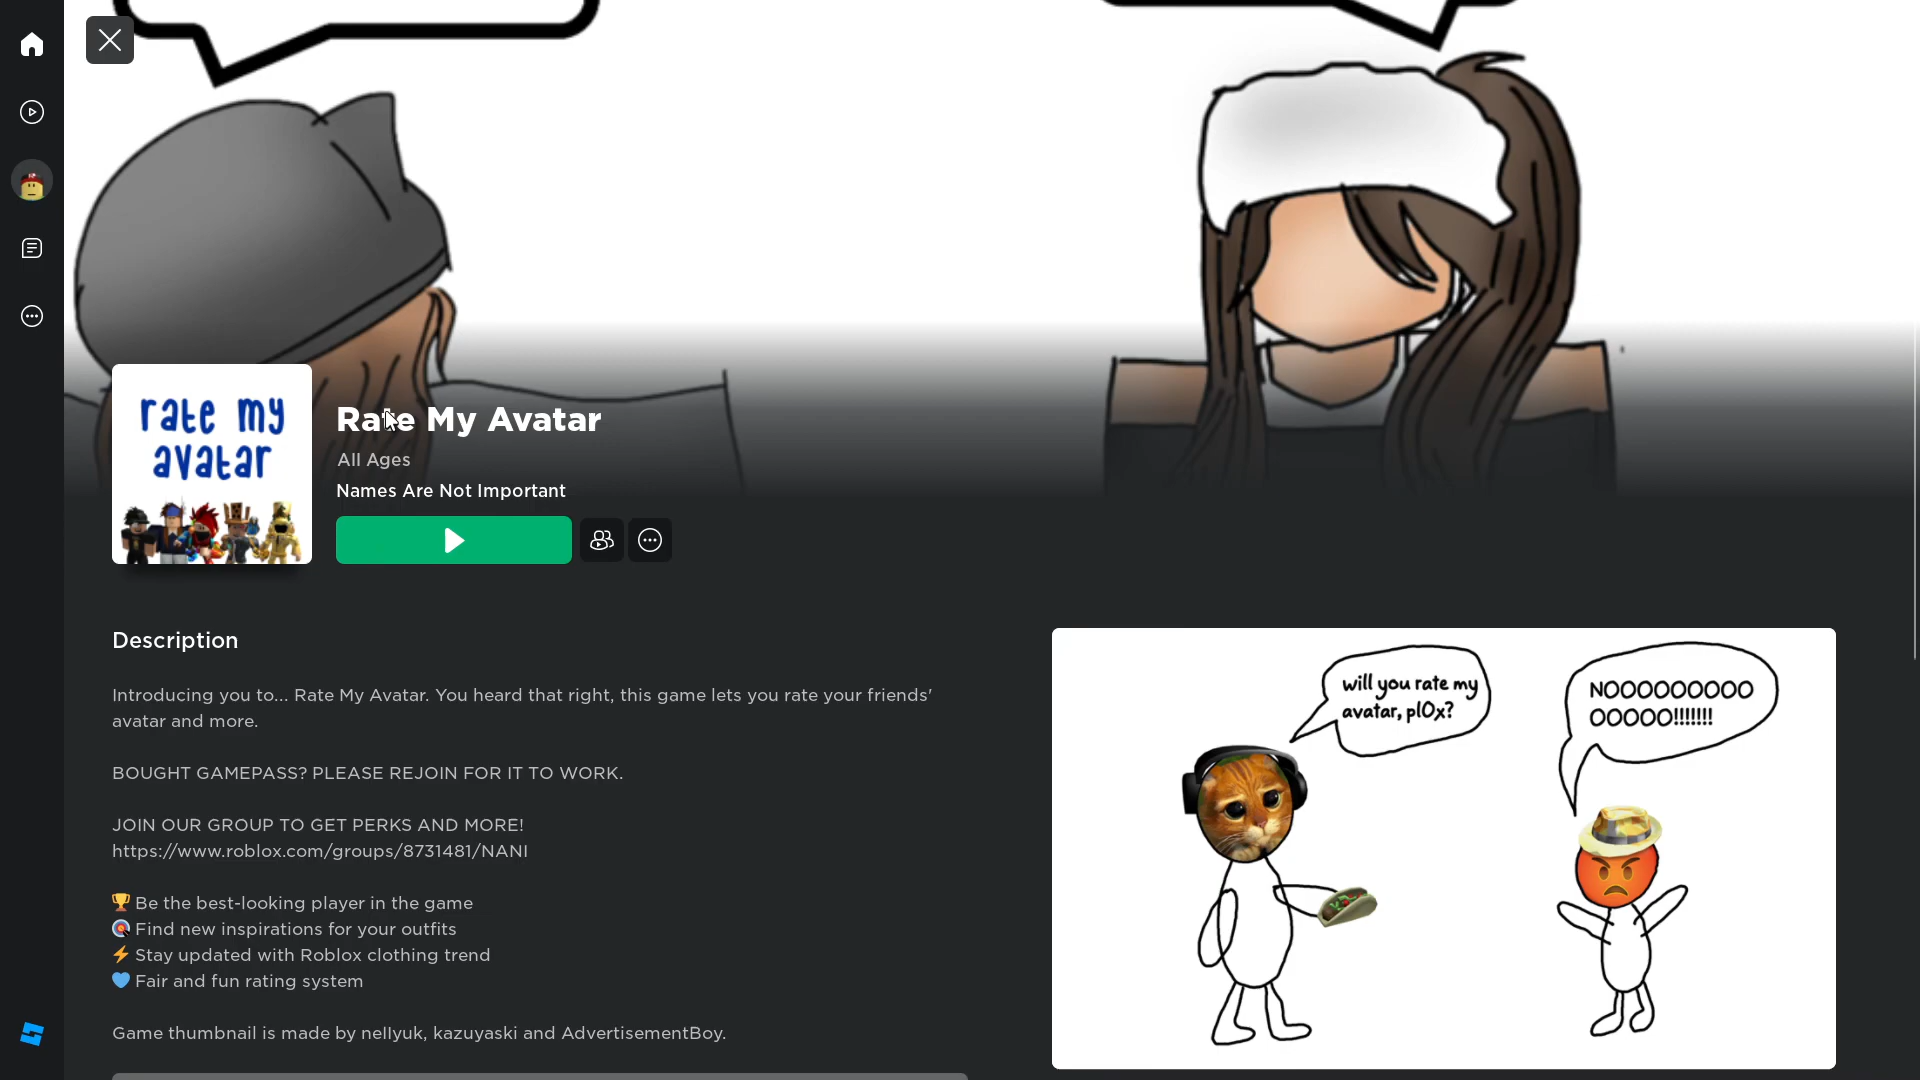 rate my
avatar
Rate My Avatar
All Ages
Names Are Not Important
Description
Introducing you to... Rate My Avatar. You heard that right, this game lets you rate your friends'
avatar and more.
BOUGHT GAMEPASS? PLEASE REJOIN FOR IT TO WORK.
JOIN OUR GROUP TO GET PERKS AND MORE!
https://www.roblox.com/groups/8731481/NANI
🏆 Be the best-looking player in the game
🎯 Find new inspirations for your outfits
⚡ Stay updated with Roblox clothing trend
💙 Fair and fun rating system
Game thumbnail is made by nellyuk, kazuyaski and AdvertisementBoy.
will you rate my
avatar, pl0x?
NOOOOOOOOO
OOOOO!!!!!!!